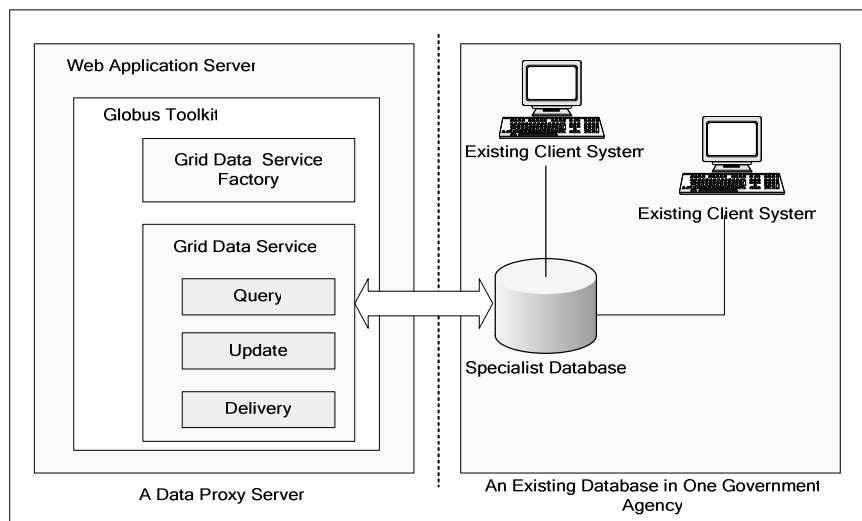 Web Application Server
Globus Toolkit
Grid Data Service
Factory
Grid Data Service
Query
Update
Delivery
A Data Proxy Server
Existing Client System
Existing Client System
Specialist Database
An Existing Database in One Government
Agency